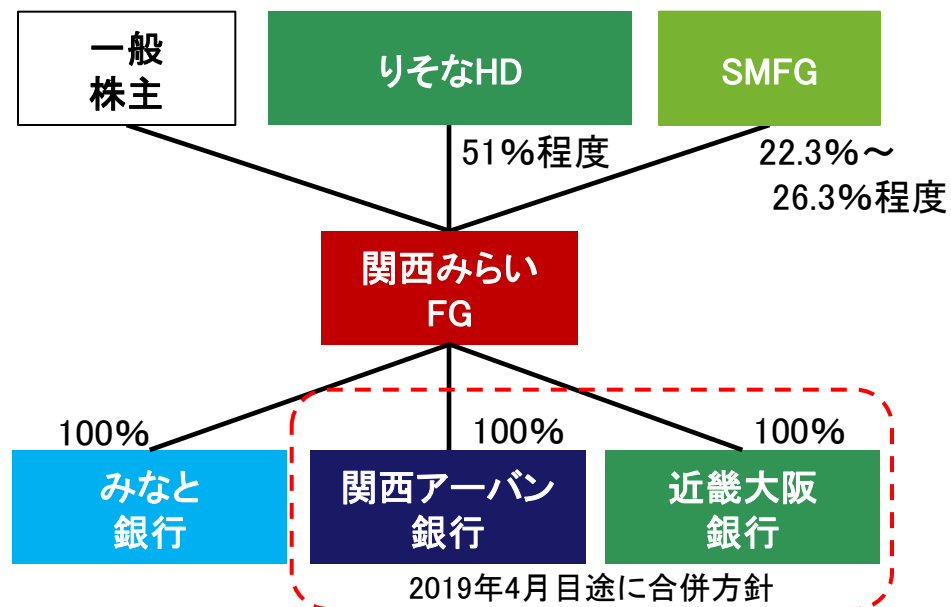 一般
株主
りそなHD
SMFG
51%程度
22.3%～
26.3%程度
関西みらい
FG
100%
100%
100%
みなと
銀行
関西アーバン
銀行
近畿大阪
銀行
2019年4月目途に合併方針